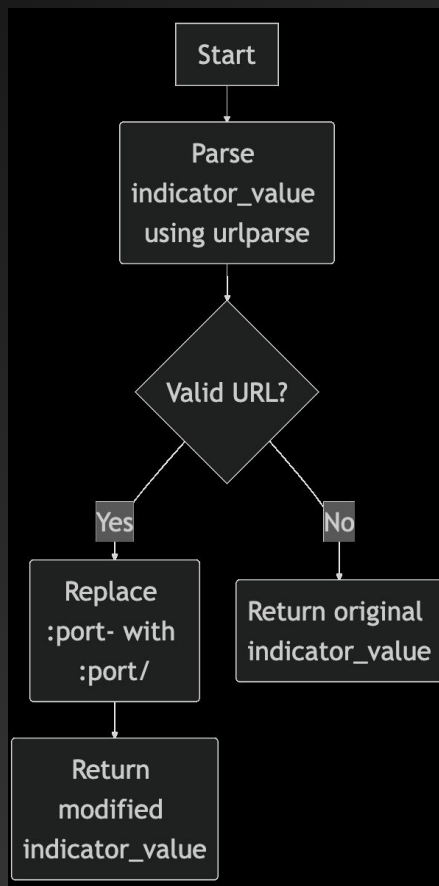 Start
Parse
indicator_value
using urlparse
Valid URL?
Yes
No
Replace
:port- with
:port/
Return original
indicator_value
Return
modified
indicator_value